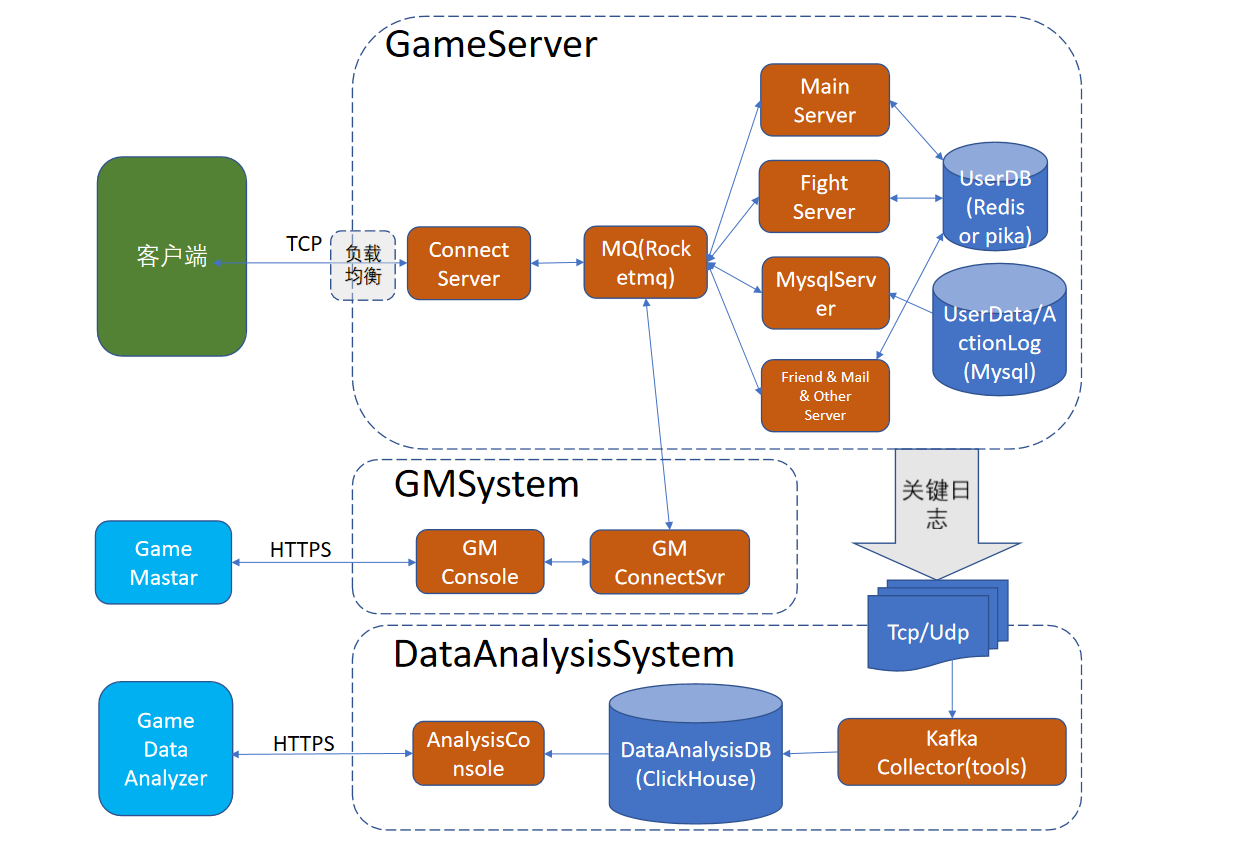 GameServer
Main
Server
Fight
Server
UserDB
(Redis
or pika)
客户端
TCP
负载
均衡
Connect
Server
MQ(Rock
etmq)
MysqlServ
er
UserData/A
ctionLog
(Mysql)
Friend & Mail
& Other
Server
GMSystem
关键日
志
Game
Mastar
HTTPS
GM
Console
GM
ConnectSvr
Tcp/Udp
DataAnalysisSystem
Game
Data
Analyzer
HTTPS
AnalysisCo
nsole
DataAnalysisDB
(ClickHouse)
Kafka
Collector(tools)